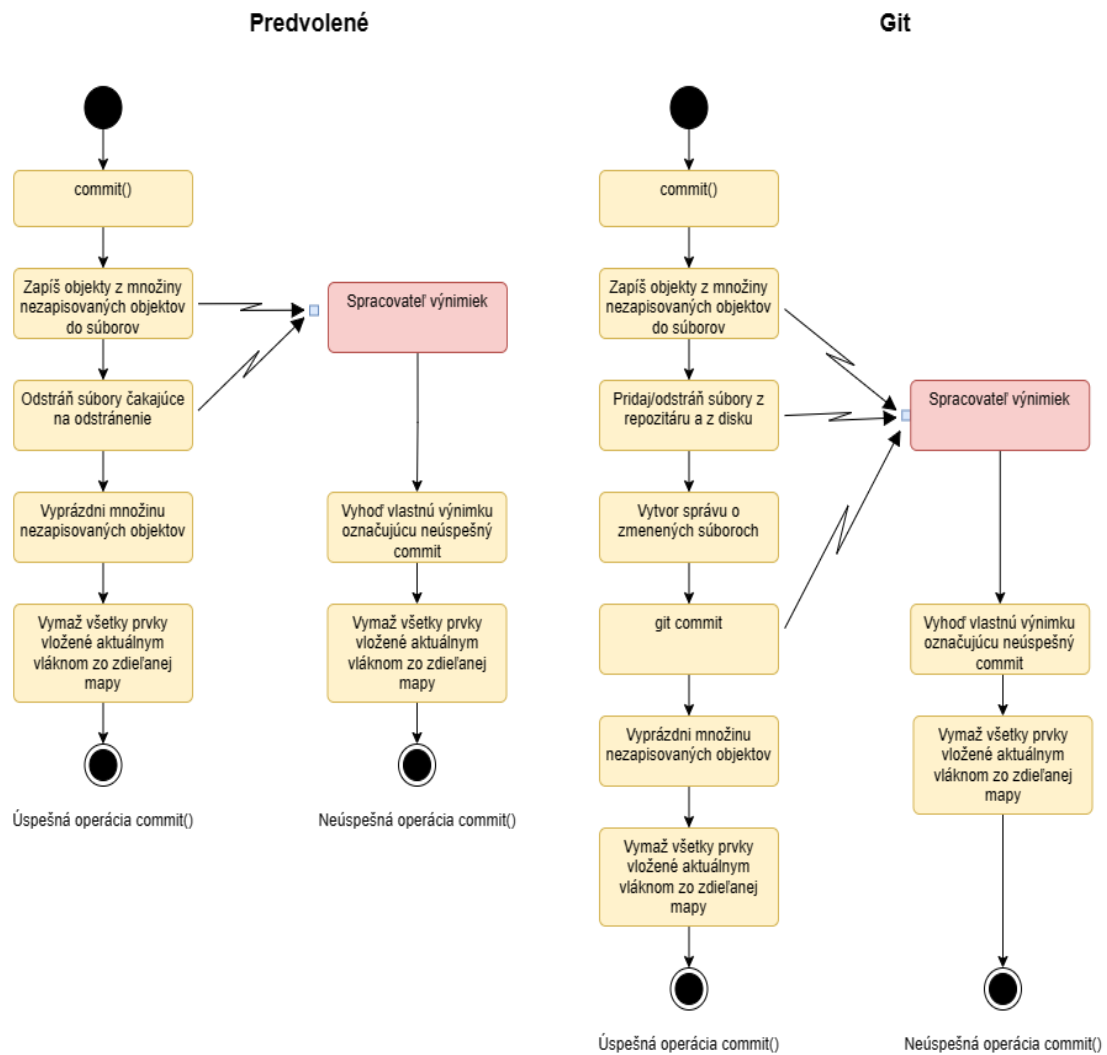 Predvolené
commit()
Zapíš objekty z množiny
nezapisovaných objektov
do súborov
Odstráň súbory čakajúce
na odstránenie
Vyprázdni množinu
nezapisovaných objektov
Vymaž všetky prvky
vložené aktuálnym
vláknom zo zdieľanej
mapy
Úspešná operácia commit()
Spracovateľ výnimiek
Vyhoď vlastnú výnimku
označujúcu neúspešný
commit
Vymaž všetky prvky
vložené aktuálnym
vláknom zo zdieľanej
mapy
Neúspešná operácia commit()
Git
commit()
Zapíš objekty z množiny
nezapisovaných objektov
do súborov
Pridaj/odstráň súbory z
repozitáru a z disku
Vytvor správu o
zmenených súboroch
git commit
Vyprázdni množinu
nezapisovaných objektov
Vymaž všetky prvky
vložené aktuálnym
vláknom zo zdieľanej
mapy
Úspešná operácia commit()
Spracovateľ výnimiek
Vyhoď vlastnú výnimku
označujúcu neúspešný
commit
Vymaž všetky prvky
vložené aktuálnym
vláknom zo zdieľanej
mapy
Neúspešná operácia commit()